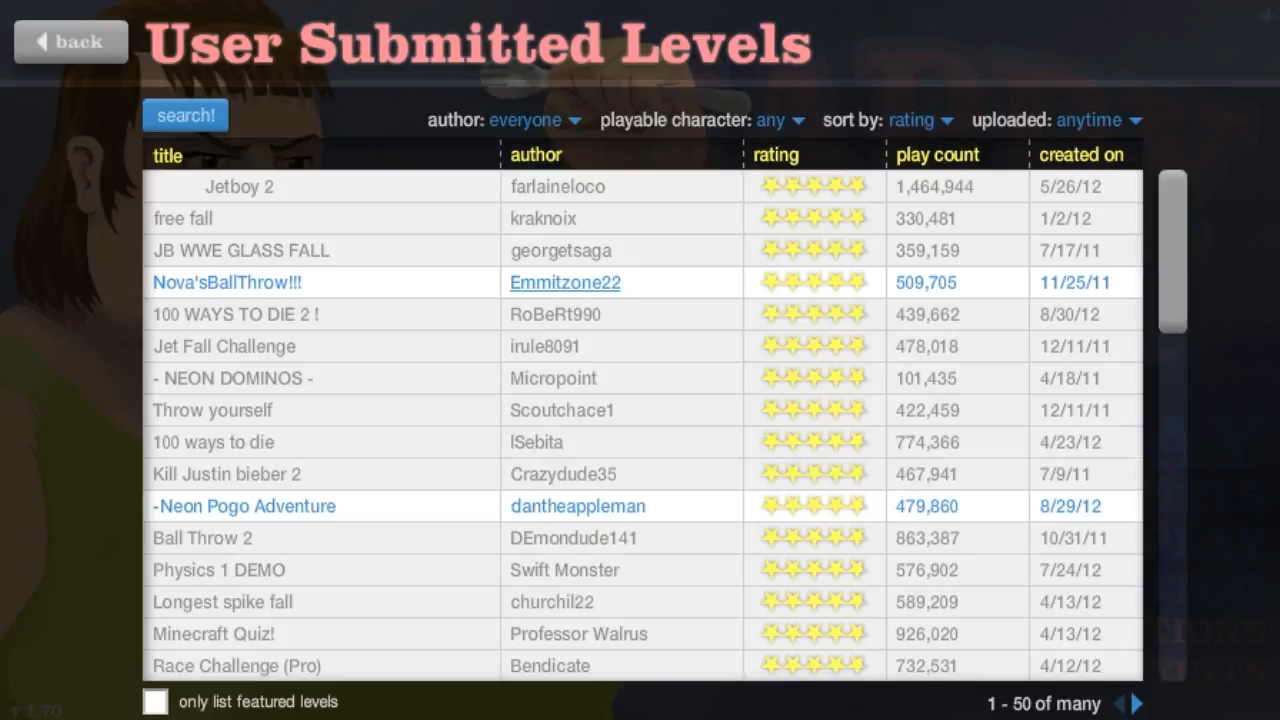 back
User Submitted Levels
search!
author: everyone playable character: any sort by: rating uploaded: anytime
title author rating play count created on
Jetboy 2 farlaineloco 1,464,944 5/26/12
free fall kraknoix 330,481 1/2/12
JB WWE GLASS FALL georgetsaga 359,159 7/17/11
Nova'sBallThrow!!! Emmitzone22 509,705 11/25/11
100 WAYS TO DIE 2 ! RoBeRt990 439,662 8/30/12
Jet Fall Challenge irule8091 478,018 12/11/11
- NEON DOMINOS - Micropoint 101,435 4/18/11
Throw yourself Scoutchace1 422,459 12/11/11
100 ways to die lSebita 774,366 4/23/12
Kill Justin bieber 2 Crazydude35 467,941 7/9/11
-Neon Pogo Adventure dantheappleman 479,860 8/29/12
Ball Throw 2 DEmondude141 863,387 10/31/11
Physics 1 DEMO Swift Monster 576,902 7/24/12
Longest spike fall churchil22 589,209 4/13/12
Minecraft Quiz! Professor Walrus 926,020 4/13/12
Race Challenge (Pro) Bendicate 732,531 4/12/12
only list featured levels
1 - 50 of many
v 1.70